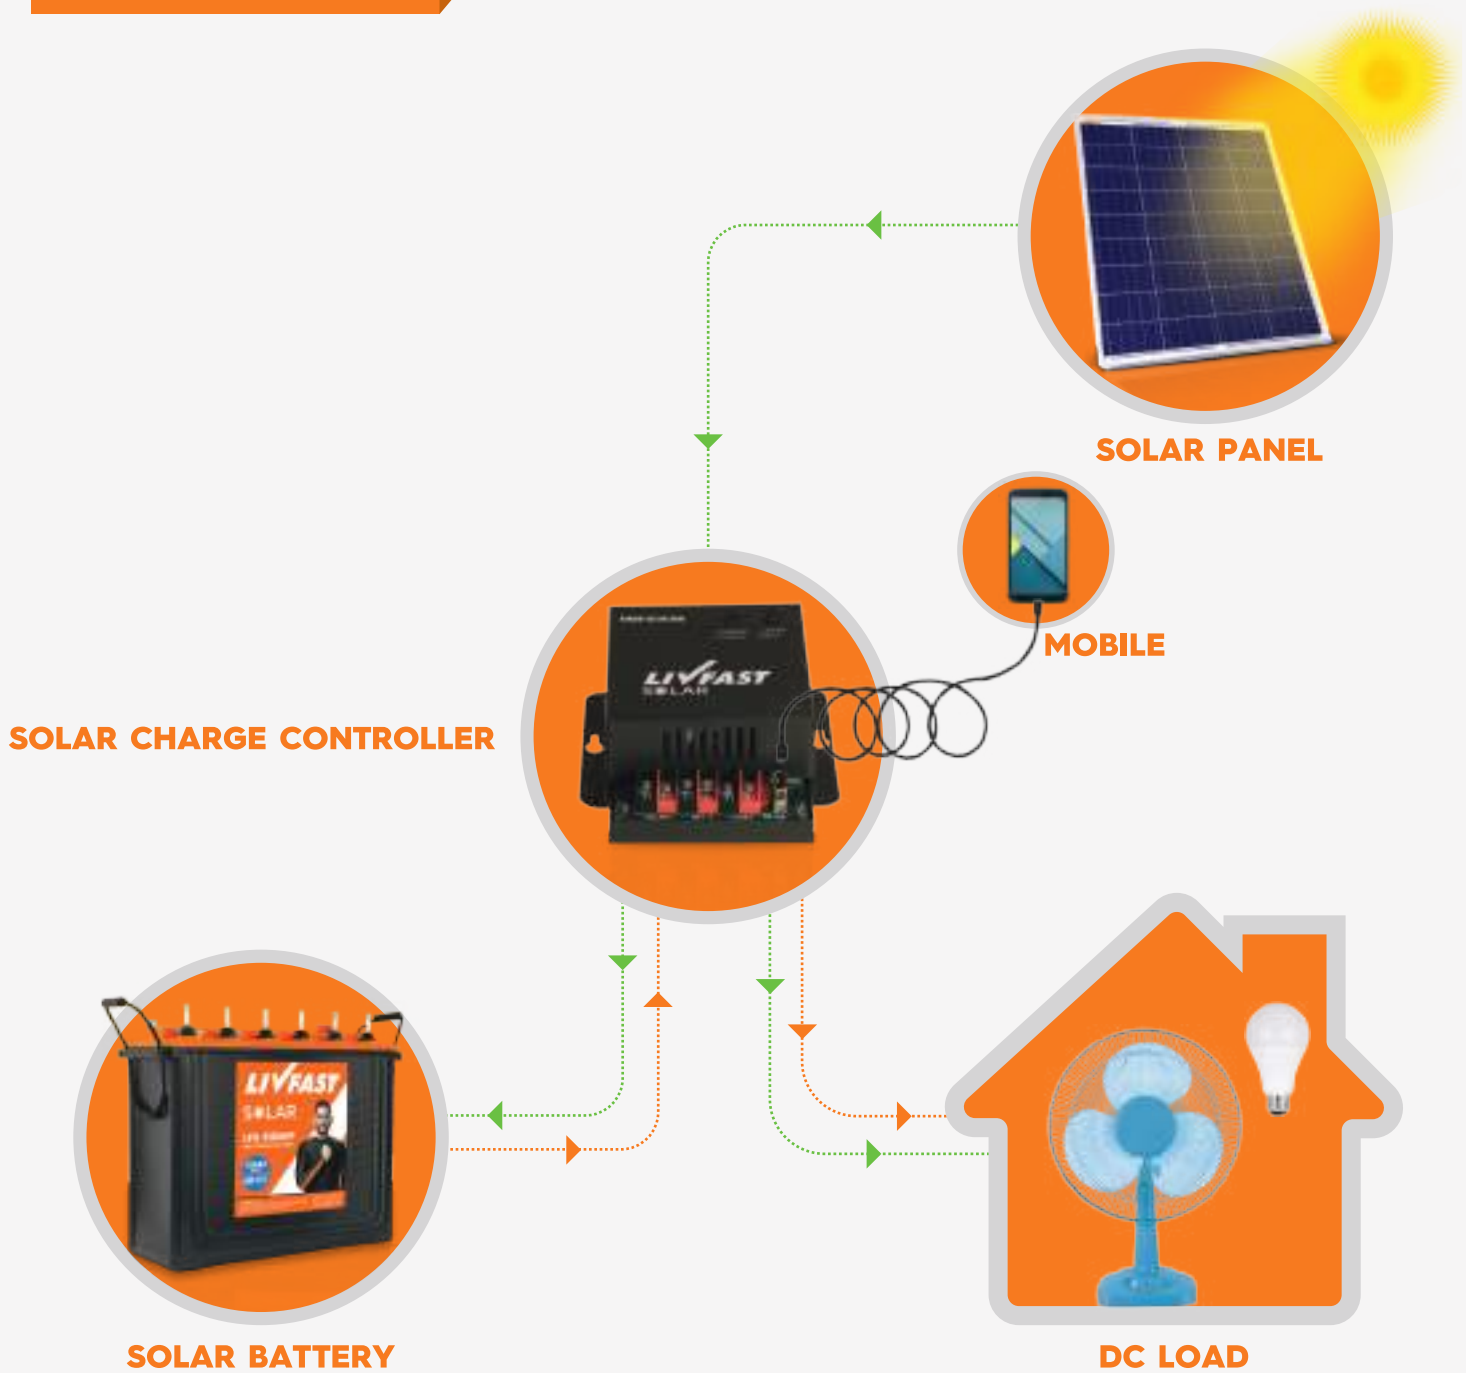 SOLAR PANEL
MOBILE
LIVFAST
SOLAR
SOLAR CHARGE CONTROLLER
LIVFAST
SOLAR
SOLAR BATTERY
DC LOAD